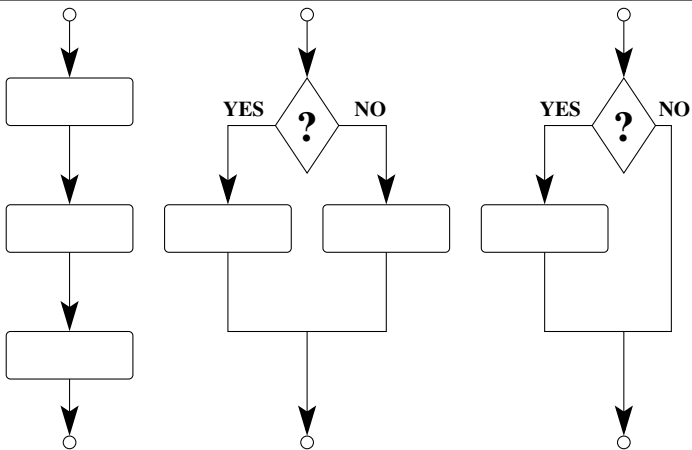 YES NO YES NO
? ?